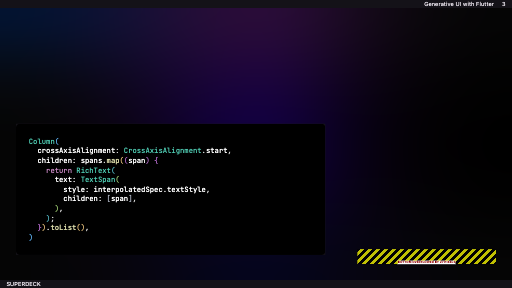 Generative UI with Flutter 3
Column(
  crossAxisAlignment: CrossAxisAlignment.start,
  children: spans.map((span) {
    return RichText(
      text: TextSpan(
        style: interpolatedSpec.textStyle,
        children: [span],
      ),
    );
  }).toList(),
)
SUPERDECK